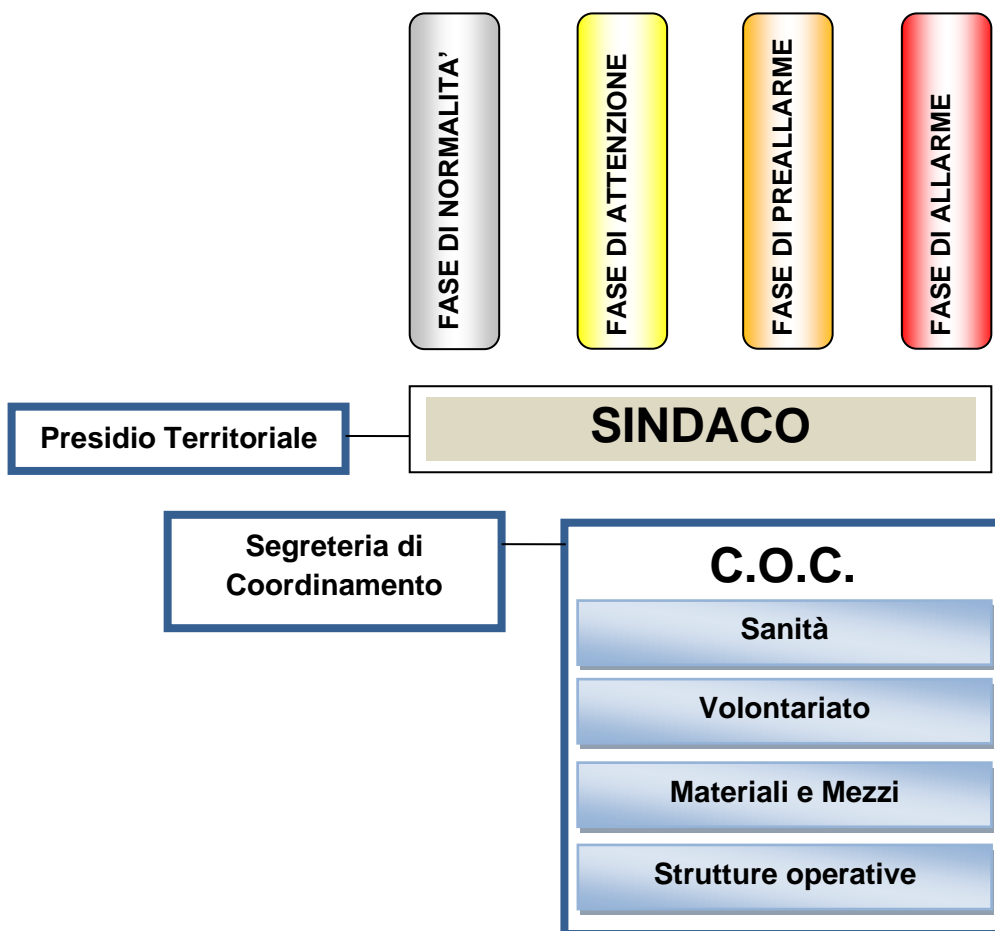 FASE DI NORMALITA’
FASE DI ATTENZIONE
FASE DI PREALLARME
FASE DI ALLARME
Presidio Territoriale
SINDACO
Segreteria di
Coordinamento
C.O.C.
Sanità
Volontariato
Materiali e Mezzi
Strutture operative